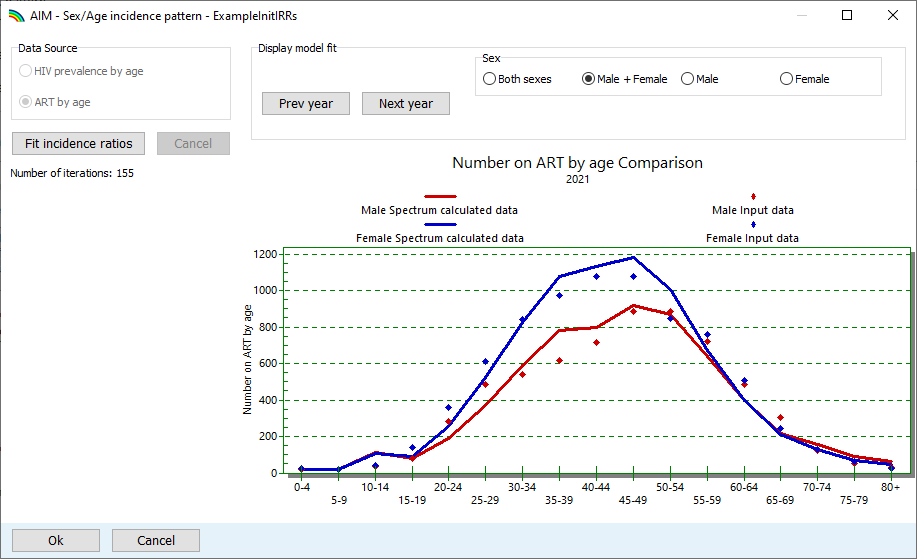 AIM - Sex/Age incidence pattern - ExampleInitIRRs
Data Source
HIV prevalence by age
ART by age
Fit incidence ratios
Cancel
Number of iterations: 155
Display model fit
Prev year
Next year
Sex
Both sexes
Male + Female
Male
Female
Number on ART by age Comparison
2021
Male Spectrum calculated data
Male Input data
Female Spectrum calculated data
Female Input data
Number on ART by age
1200
1000
800
600
400
200
0
0-4
5-9
10-14
15-19
20-24
25-29
30-34
35-39
40-44
45-49
50-54
55-59
60-64
65-69
70-74
75-79
80+
Ok
Cancel